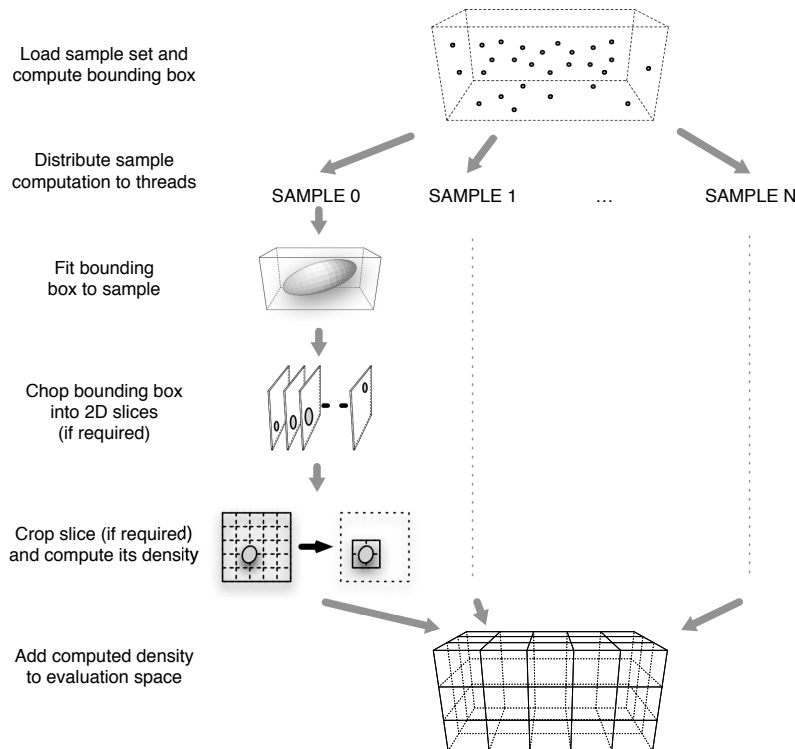 Load sample set and
compute bounding box
Distribute sample
computation to threads
SAMPLE 0 SAMPLE 1 ... SAMPLE N
Fit bounding
box to sample
Chop bounding box
into 2D slices
(if required)
Crop slice (if required)
and compute its density
Add computed density
to evaluation space